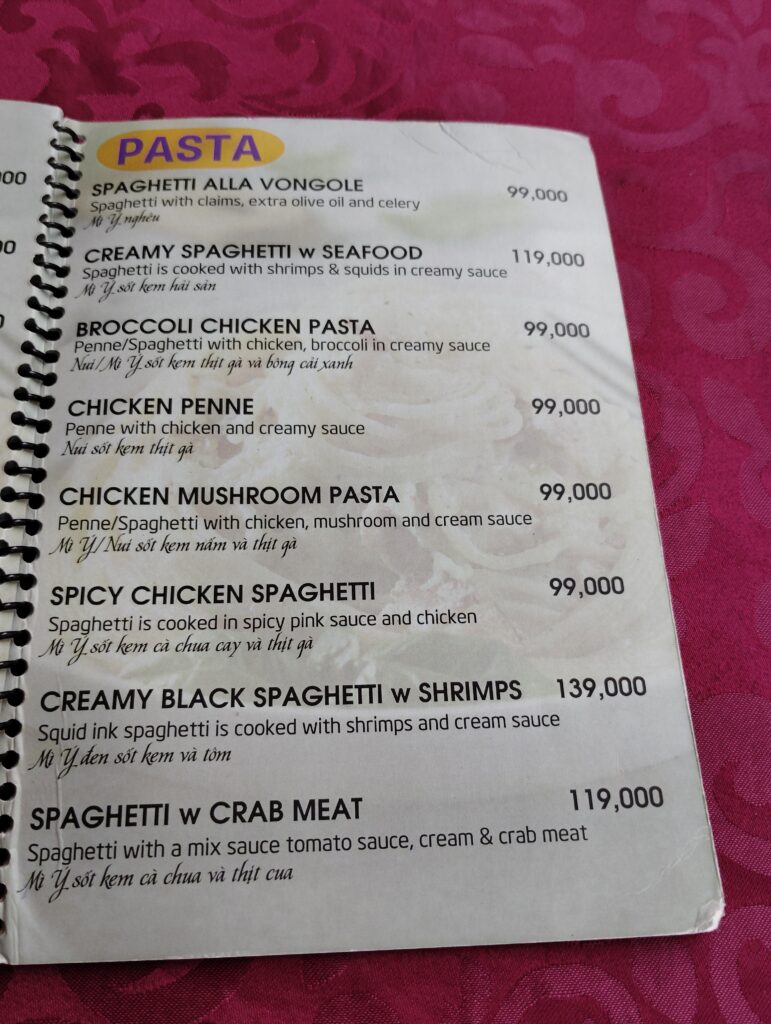 00
0
PASTA
SPAGHETTI ALLA VONGOLE 99,000
Spaghetti with claims, extra olive oil and celery
Mì Ý nghêu
CREAMY SPAGHETTI w SEAFOOD 119,000
Spaghetti is cooked with shrimps & squids in creamy sauce
Mì Ý sốt kem hải sản
BROCCOLI CHICKEN PASTA 99,000
Penne/Spaghetti with chicken, broccoli in creamy sauce
Nui/Mì Ý sốt kem thịt gà và bông cải xanh
CHICKEN PENNE 99,000
Penne with chicken and creamy sauce
Nui sốt kem thịt gà
CHICKEN MUSHROOM PASTA 99,000
Penne/Spaghetti with chicken, mushroom and cream sauce
Mì Ý/Nui sốt kem nấm và thịt gà
SPICY CHICKEN SPAGHETTI 99,000
Spaghetti is cooked in spicy pink sauce and chicken
Mì Ý sốt kem cà chua cay và thịt gà
CREAMY BLACK SPAGHETTI w SHRIMPS 139,000
Squid ink spaghetti is cooked with shrimps and cream sauce
Mì Ý đen sốt kem và tôm
SPAGHETTI w CRAB MEAT 119,000
Spaghetti with a mix sauce tomato sauce, cream & crab meat
Mì Ý sốt kem cà chua và thịt cua